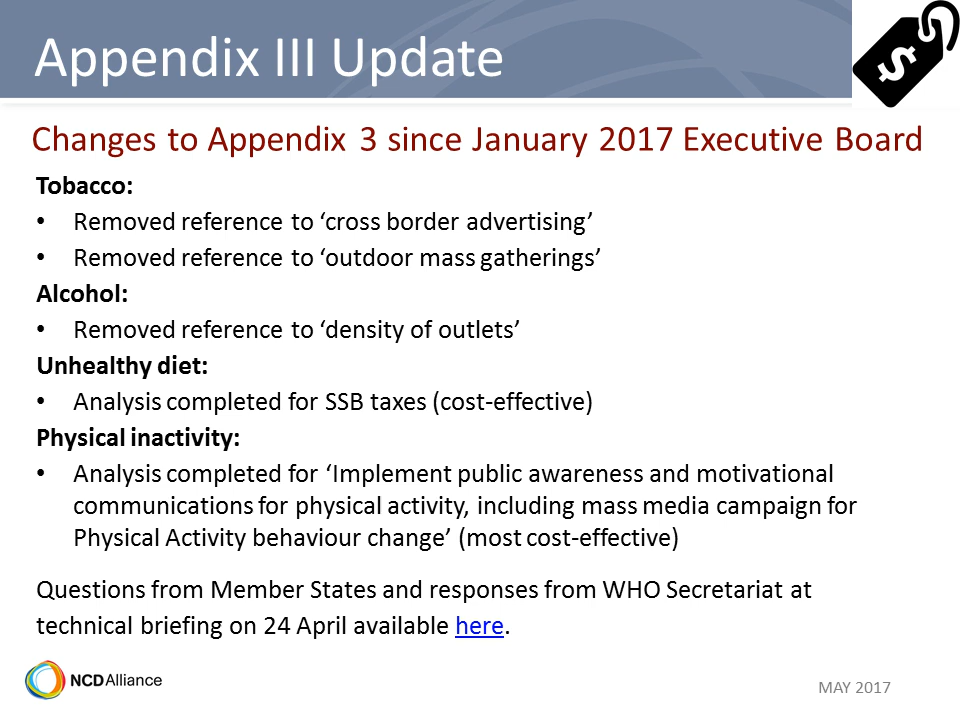 Appendix III Update
$
Changes to Appendix 3 since January 2017 Executive Board
Tobacco:
• Removed reference to ‘cross border advertising’
• Removed reference to ‘outdoor mass gatherings’
Alcohol:
• Removed reference to ‘density of outlets’
Unhealthy diet:
• Analysis completed for SSB taxes (cost-effective)
Physical inactivity:
• Analysis completed for ‘Implement public awareness and motivational
communications for physical activity, including mass media campaign for
Physical Activity behaviour change’ (most cost-effective)
Questions from Member States and responses from WHO Secretariat at
technical briefing on 24 April available here.
NCD Alliance
MAY 2017